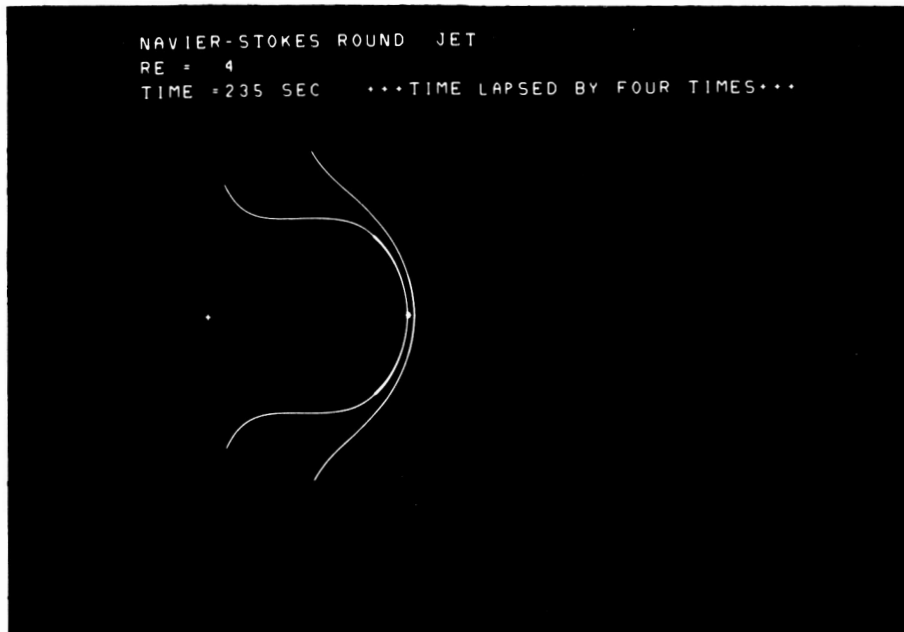 NAVIER-STOKES ROUND JET
RE = 4
TIME =235 SEC +++TIME LAPSED BY FOUR TIMES+++